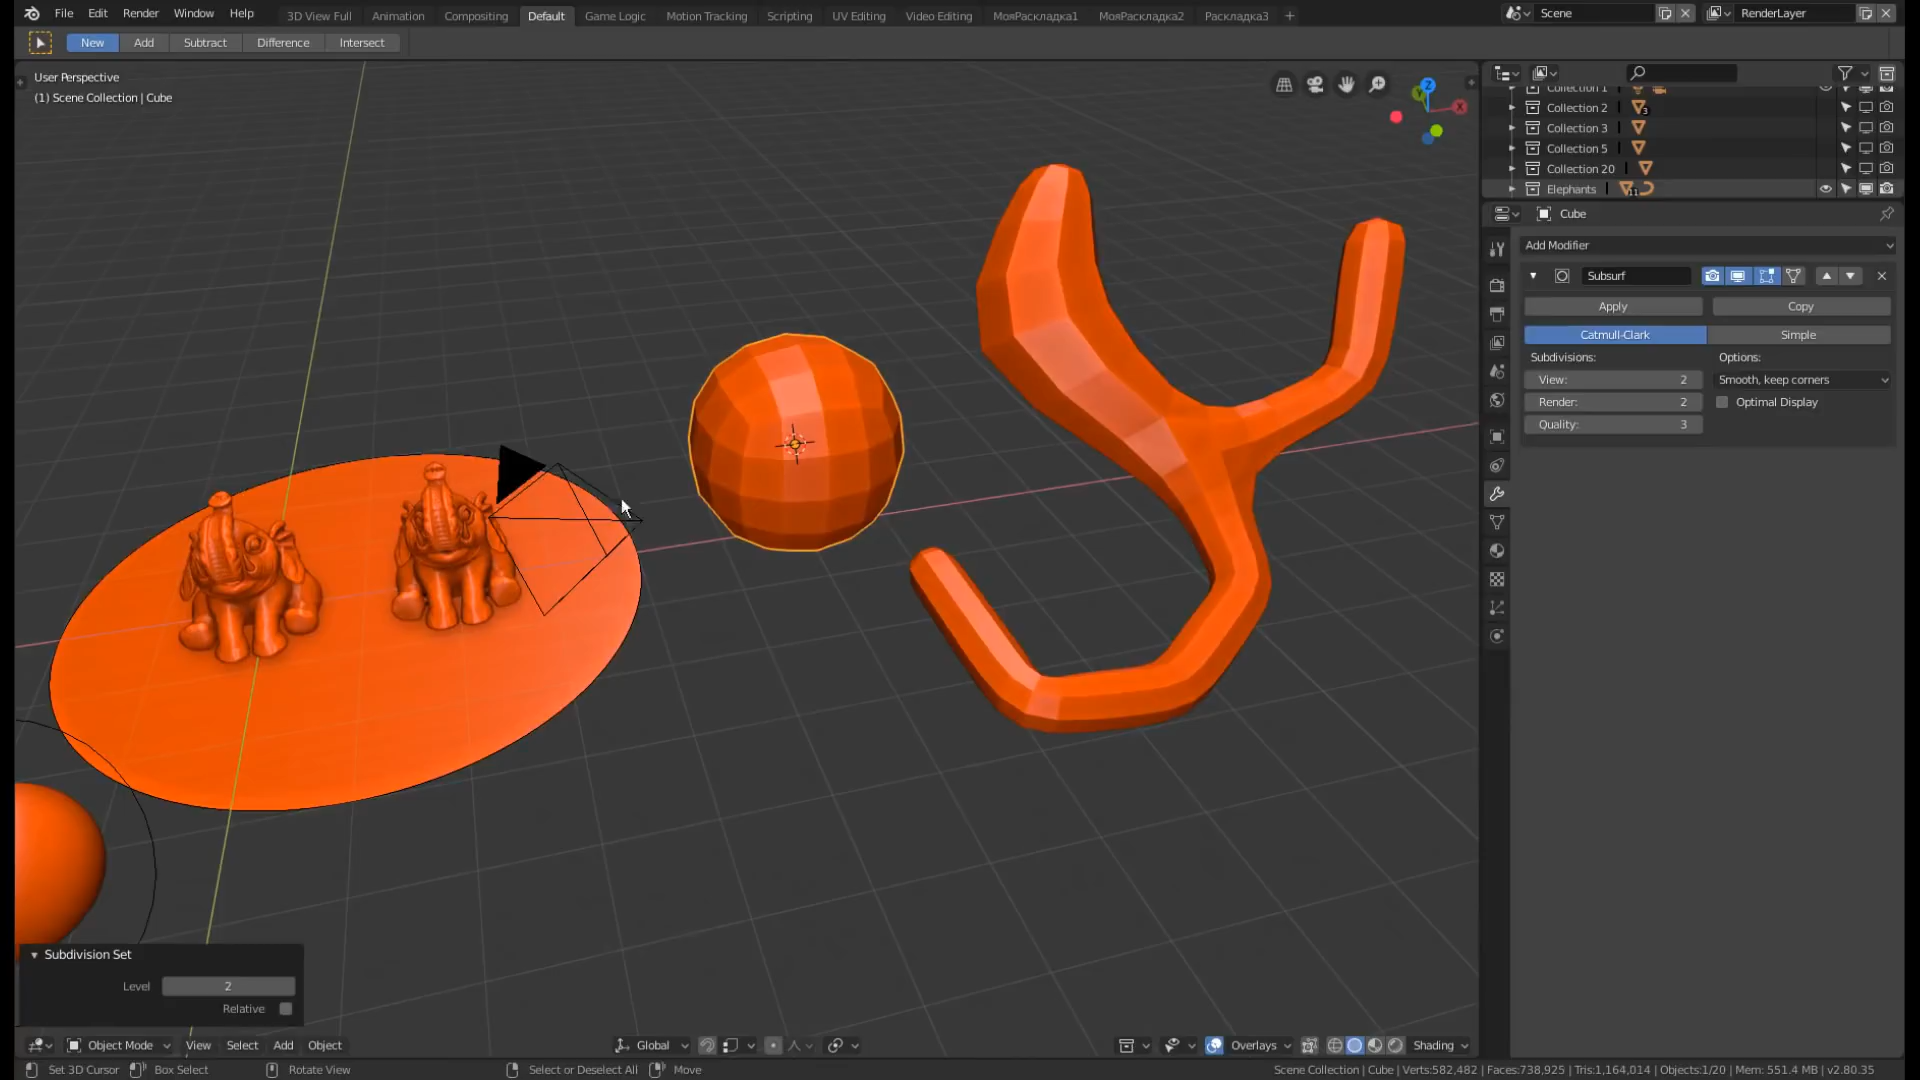 File Edit Render Window Help 3D View Full Animation Compositing Default Game Logic Motion Tracking Scripting UV Editing Video Editing МояРаскладка1 МояРаскладка2 Раскладка3 + Scene RenderLayer
New Add Subtract Difference Intersect
User Perspective
(1) Scene Collection | Cube
Z
Y
X
Collection 1
Collection 2 3
Collection 3
Collection 5
Collection 20
Elephants 11
Cube
Add Modifier
Subsurf
Apply Copy
Catmull-Clark Simple
Subdivisions: Options:
View: 2 Smooth, keep corners
Render: 2 Optimal Display
Quality: 3
Subdivision Set
Level 2
Relative
Object Mode View Select Add Object Global Overlays Shading
Set 3D Cursor Box Select Rotate View Select or Deselect All Move Scene Collection | Cube | Verts:582,482 | Faces:738,925 | Tris:1,164,014 | Objects:1/20 | Mem: 551.4 MB | v2.80.35